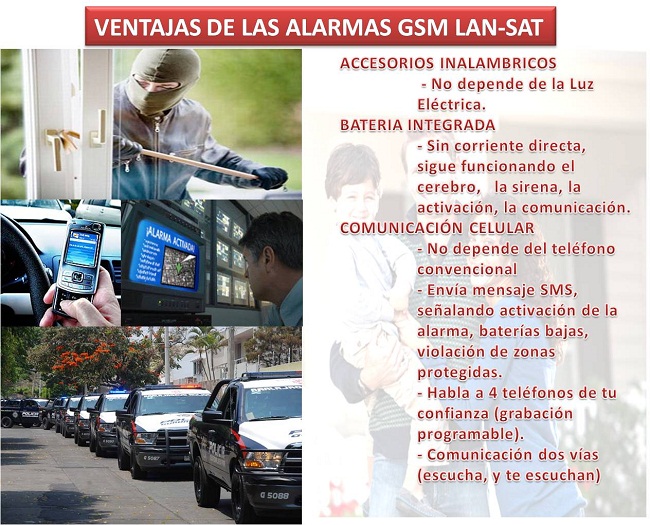 VENTAJAS DE LAS ALARMAS GSM LAN-SAT
ACCESORIOS INALAMBRICOS
- No depende de la Luz
Eléctrica.
BATERIA INTEGRADA
- Sin corriente directa,
sigue funcionando el
cerebro, la sirena, la
activación, la comunicación.
COMUNICACIÓN CELULAR
- No depende del teléfono
convencional
- Envía mensaje SMS,
señalando activación de la
alarma, baterías bajas,
violación de zonas
protegidas.
- Habla a 4 teléfonos de tu
confianza (grabación
programable).
- Comunicación dos vías
(escucha, y te escuchan)
¡ALARMA ACTIVADA!
G 5088